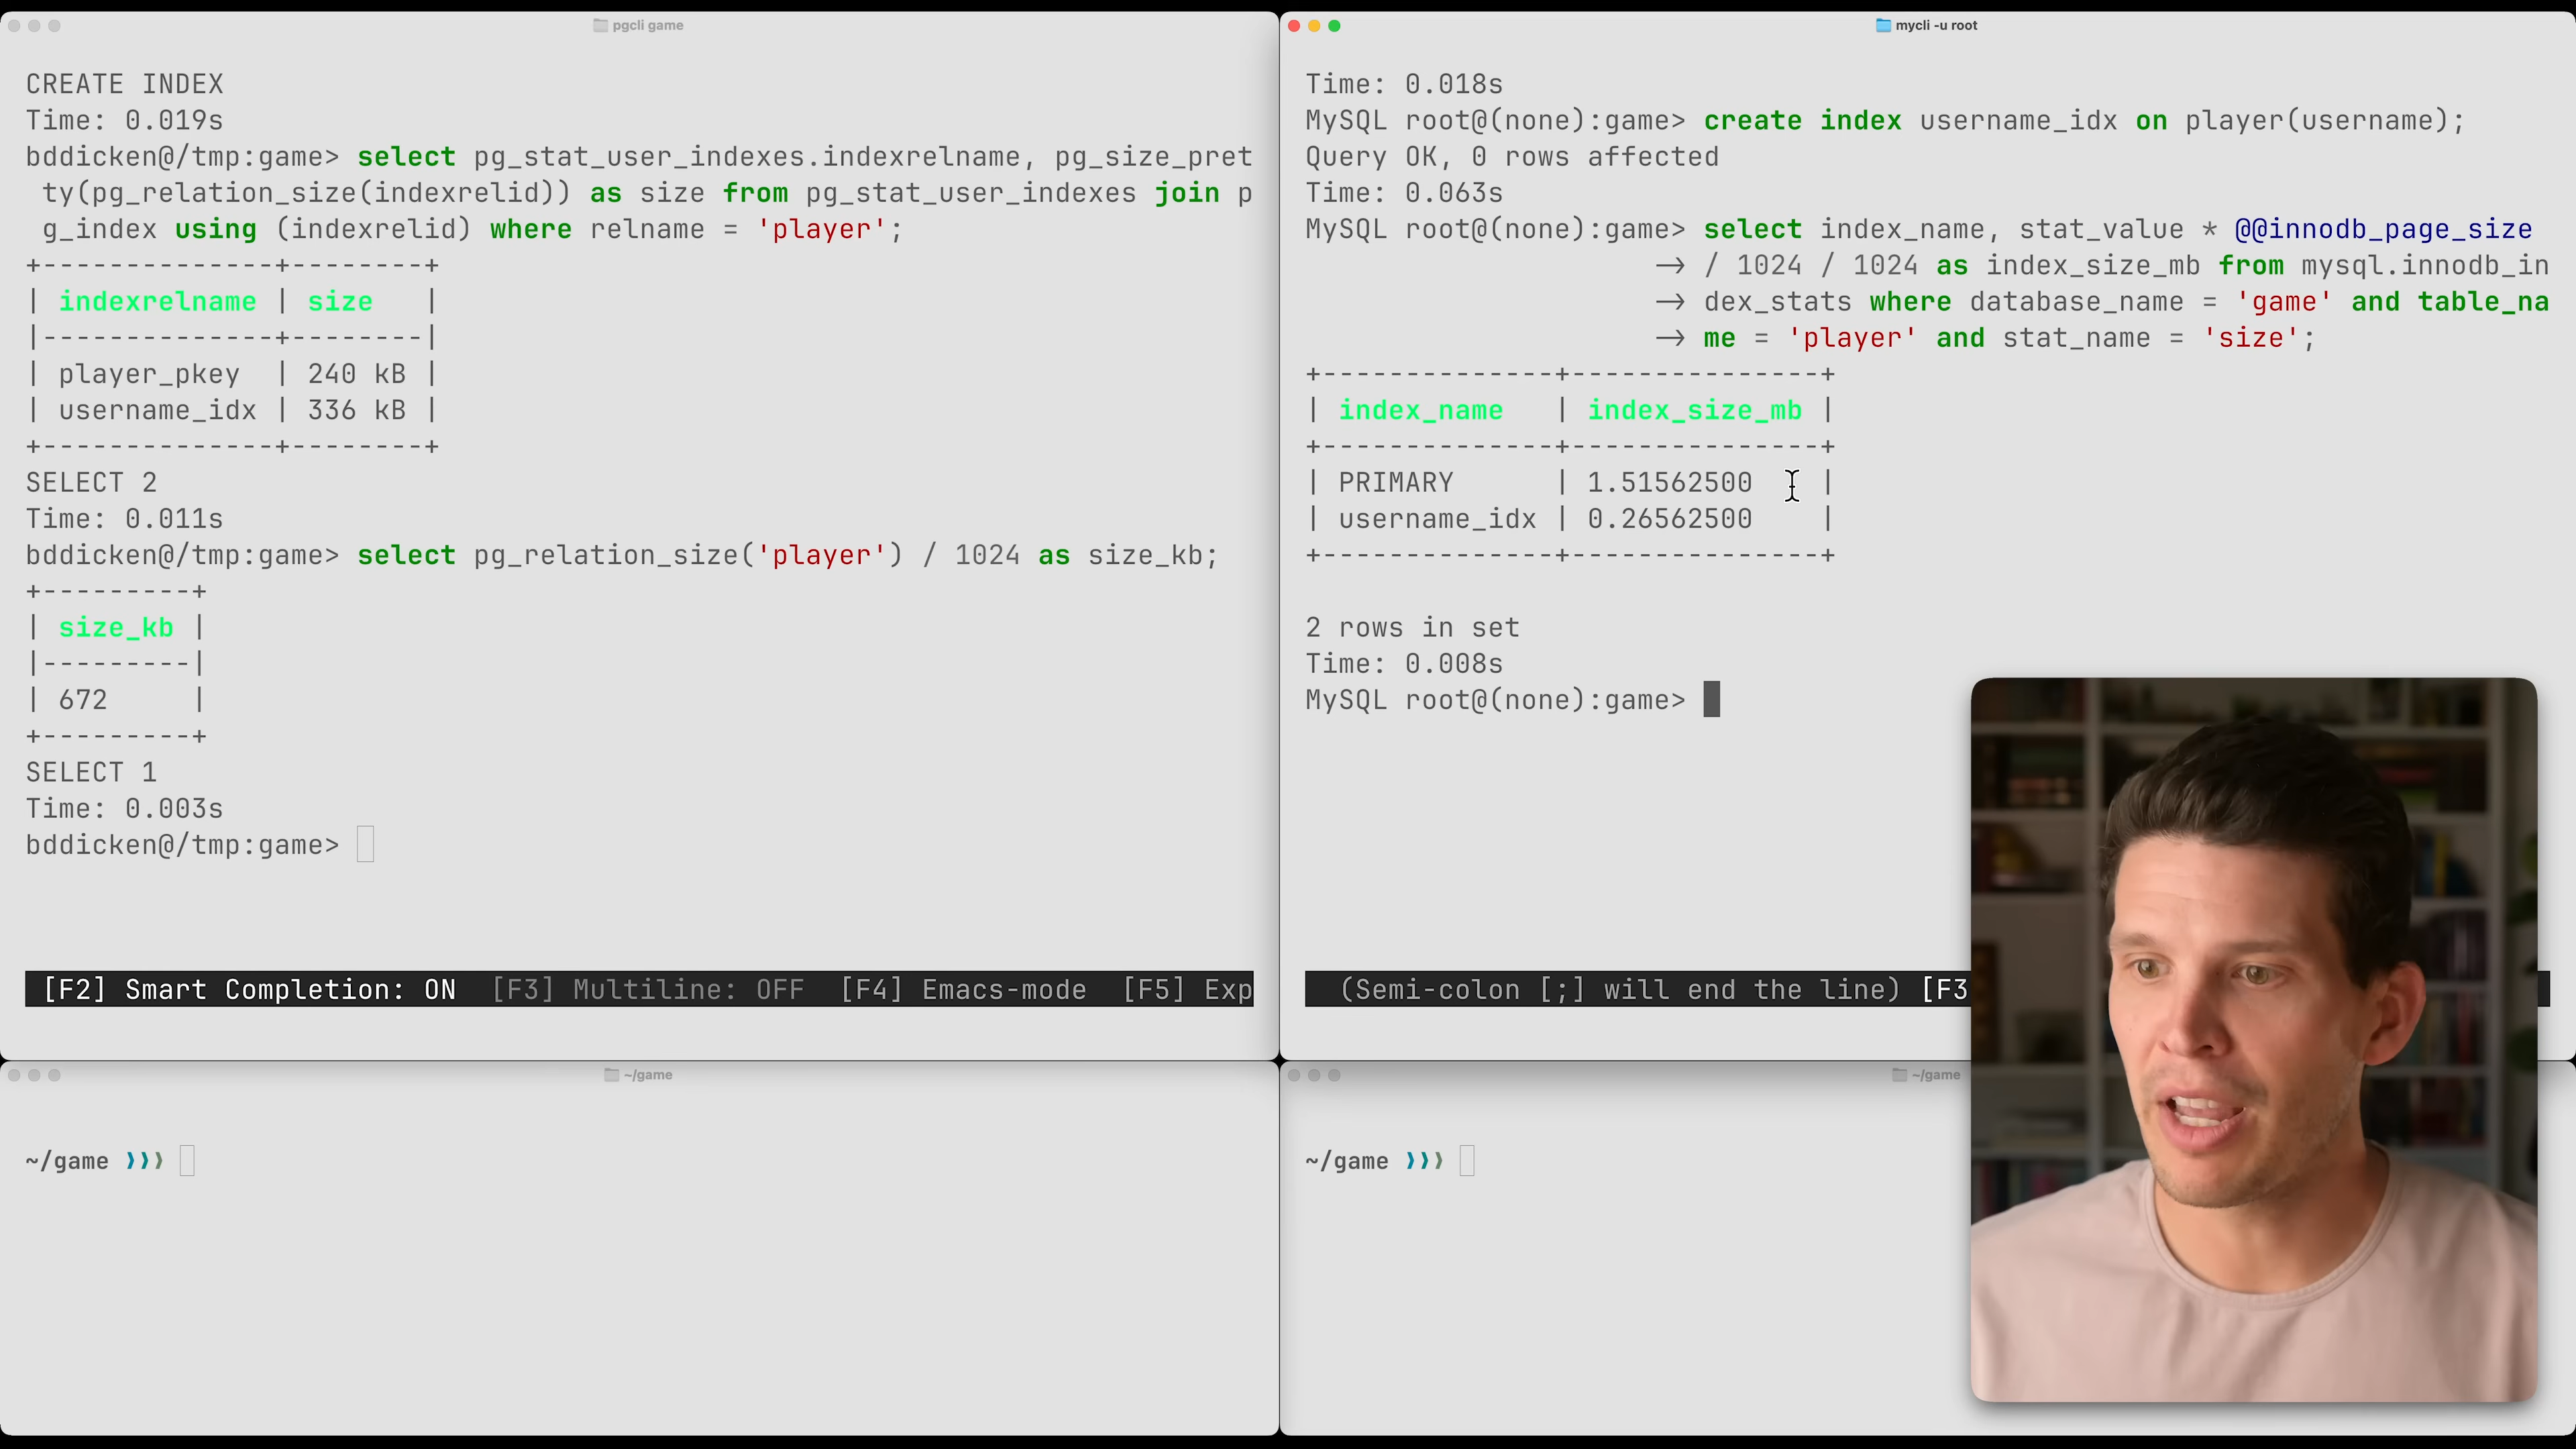 pgcli game
CREATE INDEX
Time: 0.019s
bddicken@/tmp:game> select pg_stat_user_indexes.indexrelname, pg_size_pret
ty(pg_relation_size(indexrelid)) as size from pg_stat_user_indexes join p
g_index using (indexrelid) where relname = 'player';
+--------------+--------+
| indexrelname | size   |
|--------------+--------|
| player_pkey  | 240 kB |
| username_idx | 336 kB |
+--------------+--------+
SELECT 2
Time: 0.011s
bddicken@/tmp:game> select pg_relation_size('player') / 1024 as size_kb;
+---------+
| size_kb |
|---------|
| 672     |
+---------+
SELECT 1
Time: 0.003s
bddicken@/tmp:game>
[F2] Smart Completion: ON  [F3] Multiline: OFF  [F4] Emacs-mode  [F5] Exp
mycli -u root
Time: 0.018s
MySQL root@(none):game> create index username_idx on player(username);
Query OK, 0 rows affected
Time: 0.063s
MySQL root@(none):game> select index_name, stat_value * @@innodb_page_size
-> / 1024 / 1024 as index_size_mb from mysql.innodb_in
-> dex_stats where database_name = 'game' and table_na
-> me = 'player' and stat_name = 'size';
+--------------+---------------+
| index_name   | index_size_mb |
+--------------+---------------+
| PRIMARY      | 1.51562500    |
| username_idx | 0.26562500    |
+--------------+---------------+
2 rows in set
Time: 0.008s
MySQL root@(none):game>
(Semi-colon [;] will end the line) [F3
~/game
~/game ❯❯❯
~/game
~/game ❯❯❯